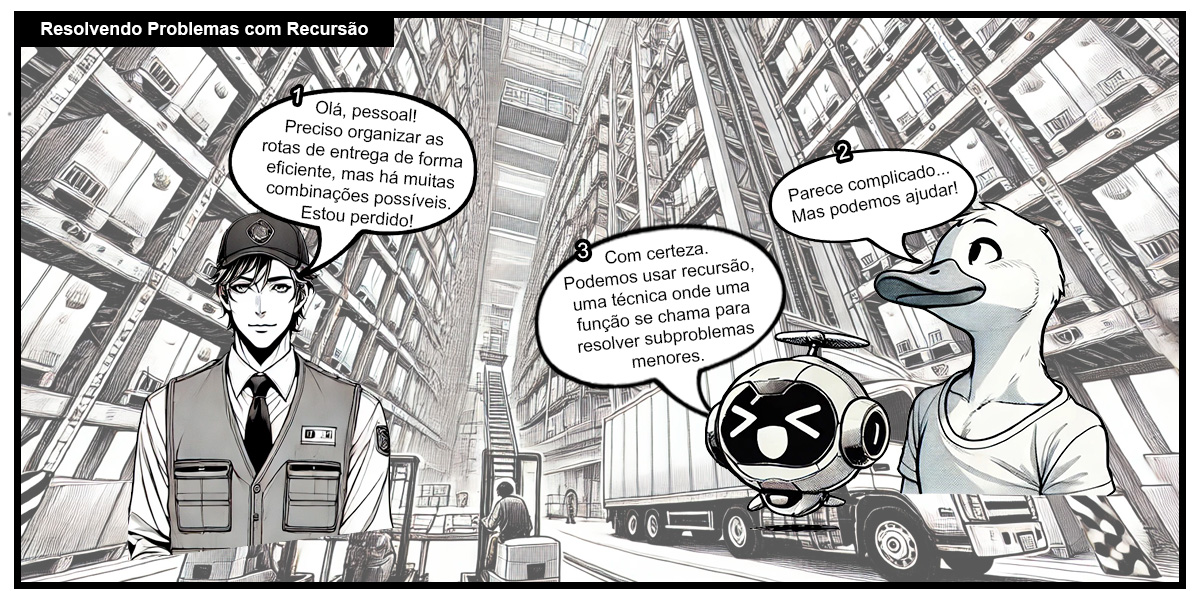 Resolvendo Problemas com Recursão
1
Olá, pessoal!
Preciso organizar as
rotas de entrega de forma
eficiente, mas há muitas
combinações possíveis.
Estou perdido!
2
Parece complicado...
Mas podemos ajudar!
3
Com certeza.
Podemos usar recursão,
uma técnica onde uma
função se chama para
resolver subproblemas
menores.